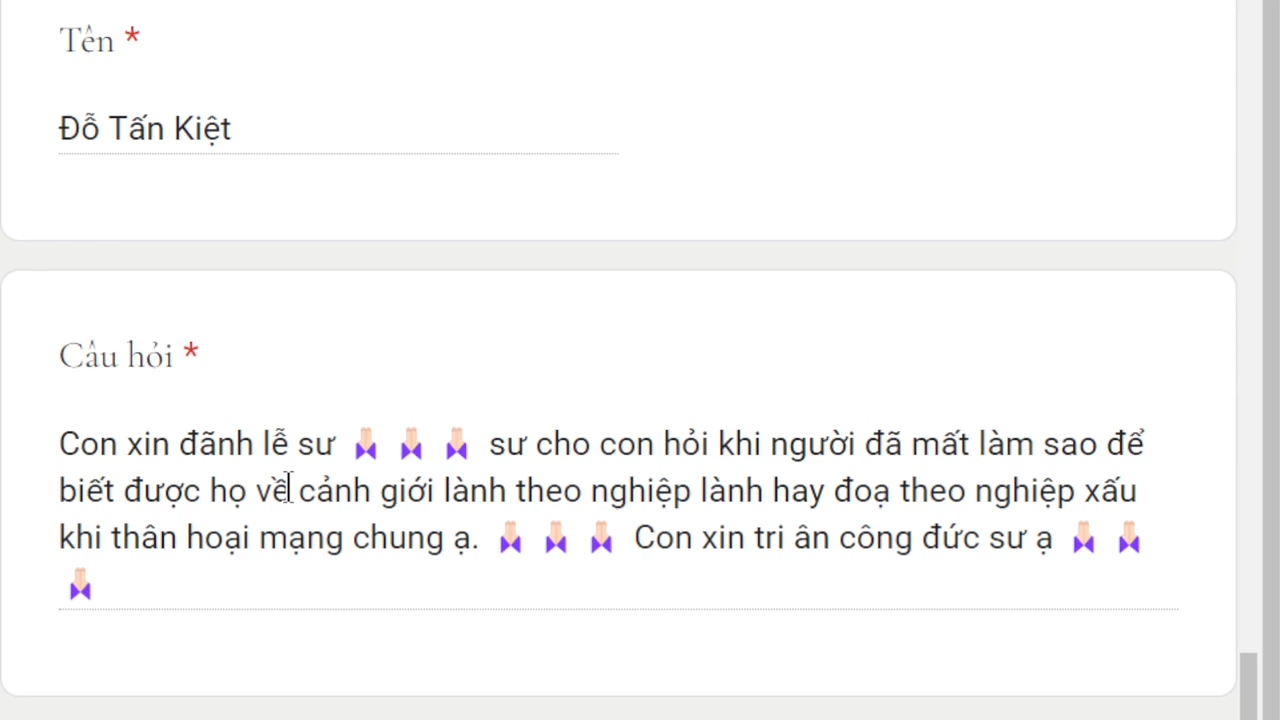 Tên *
Đỗ Tấn Kiệt
Câu hỏi *
Con xin đãnh lễ sư 🙏🏻 🙏🏻 🙏🏻 sư cho con hỏi khi người đã mất làm sao để
biết được họ về cảnh giới lành theo nghiệp lành hay đoạ theo nghiệp xấu
khi thân hoại mạng chung ạ. 🙏🏻 🙏🏻 🙏🏻 Con xin tri ân công đức sư ạ 🙏🏻 🙏🏻
🙏🏻